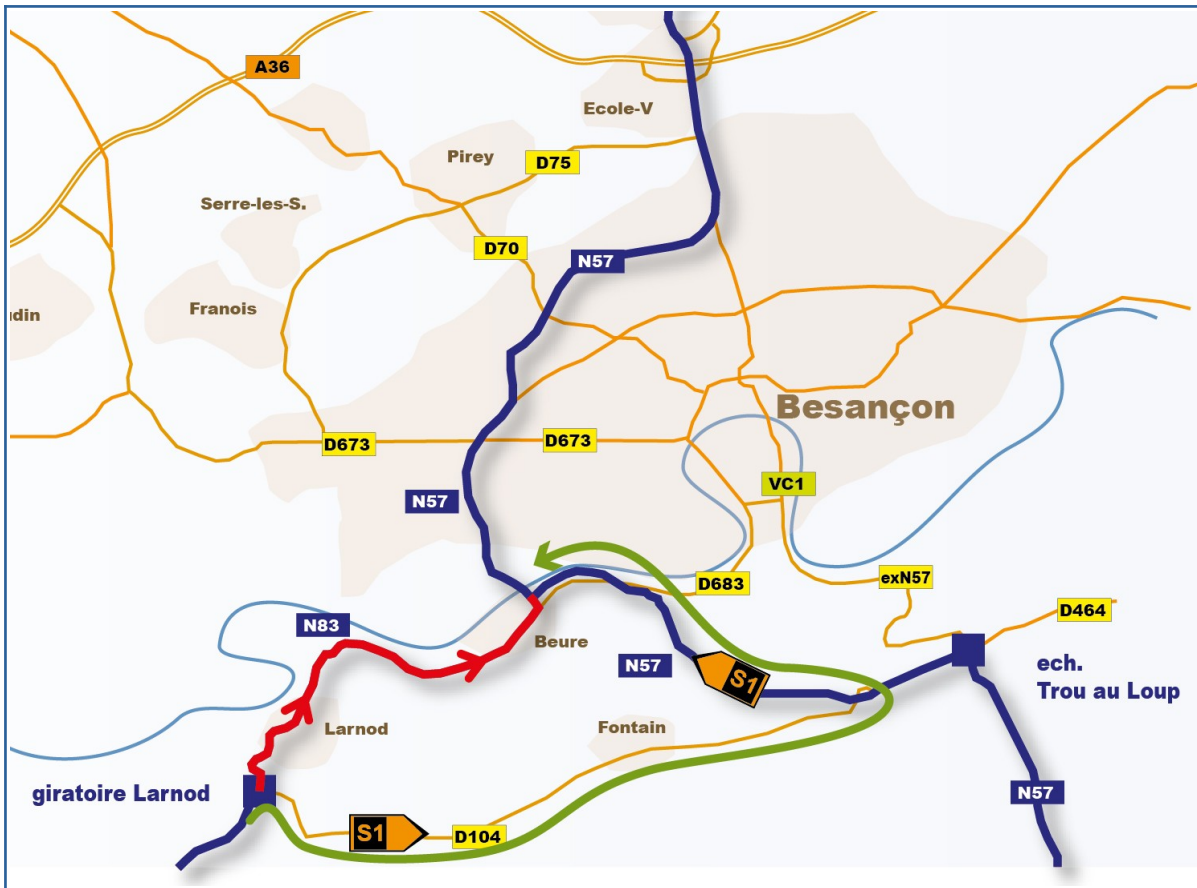 A36
Ecole-V
Pirey
D75
Serre-les-S.
D70
N57
Franois
din
Besançon
D673
D673
N57
VC1
exN57
D683
D464
N83
Beure
N57
S1
ech.
Trou au Loup
Larnod
Fontain
giratoire Larnod
N57
S1
D104